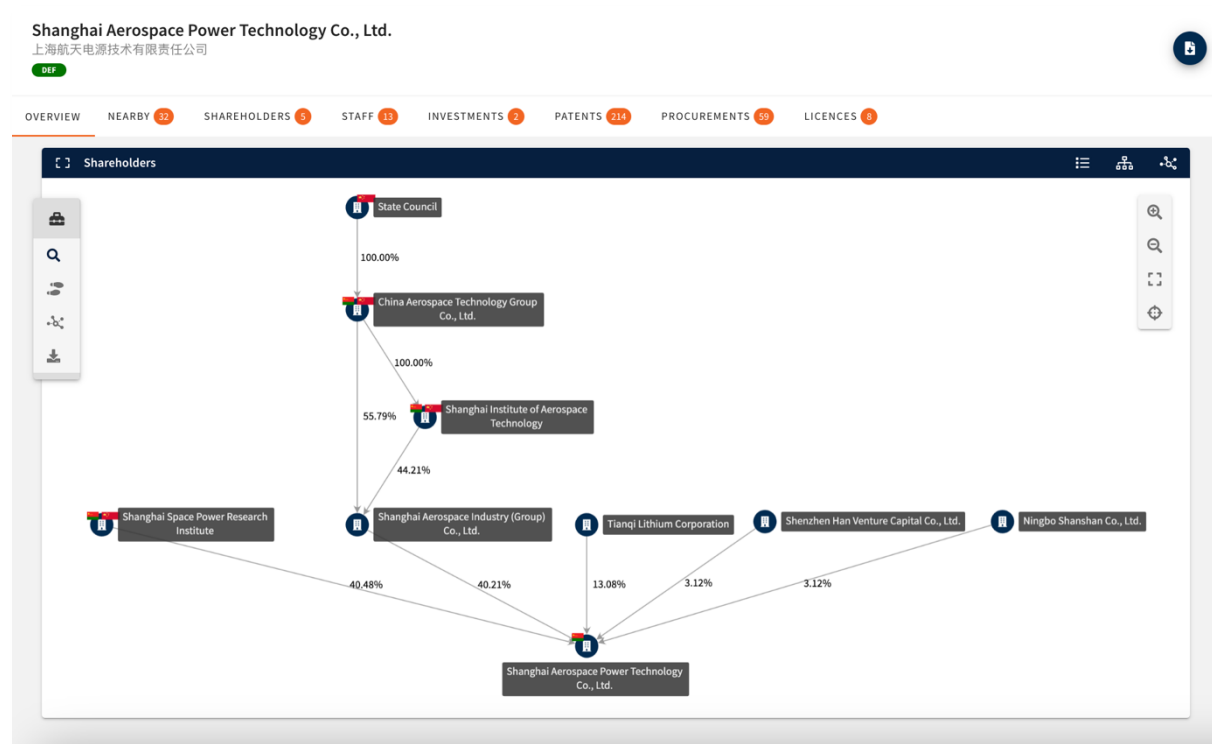 Shanghai Aerospace Power Technology Co., Ltd.
上海航天电源技术有限责任公司
DEF
OVERVIEW
NEARBY 32
SHAREHOLDERS 5
STAFF 13
INVESTMENTS 2
PATENTS 214
PROCUREMENTS 59
LICENCES 8
Shareholders
State Council
100.00%
China Aerospace Technology Group
Co., Ltd.
100.00%
55.79%
Shanghai Institute of Aerospace
Technology
44.21%
Shanghai Space Power Research
Institute
Shanghai Aerospace Industry (Group)
Co., Ltd.
Tianqi Lithium Corporation
Shenzhen Han Venture Capital Co., Ltd.
Ningbo Shanshan Co., Ltd.
40.48%
40.21%
13.08%
3.12%
3.12%
Shanghai Aerospace Power Technology
Co., Ltd.